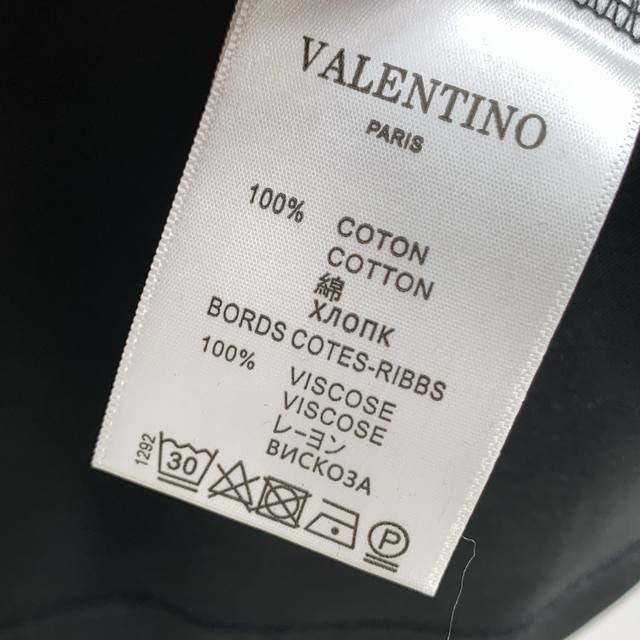 VALENTINO
PARIS
100% COTON
COTTON
綿
ХЛОПК
BORDS COTES-RIBBS
100% VISCOSE
VISCOSE
レーヨン
ВИСКОЗА
1292
30
P